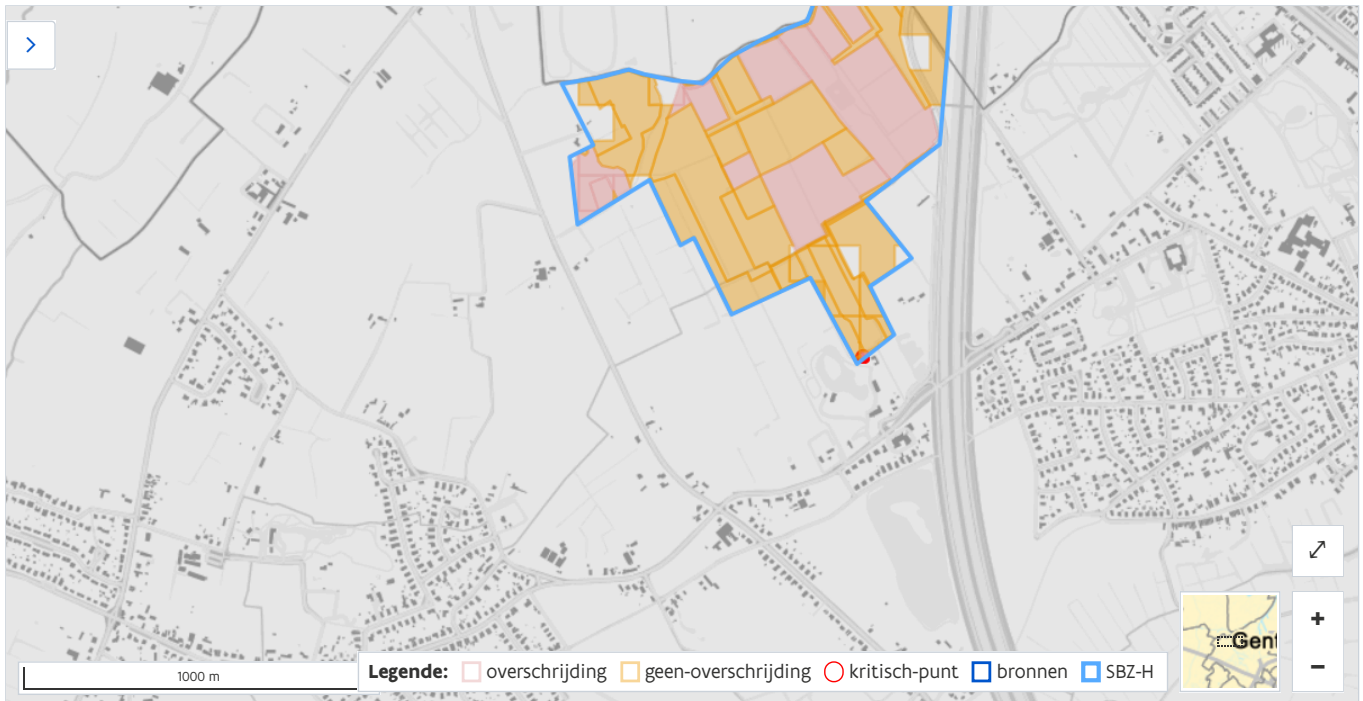 1000 m
Legende: overschrijding geen-overschrijding kritisch-punt bronnen SBZ-H
Gent